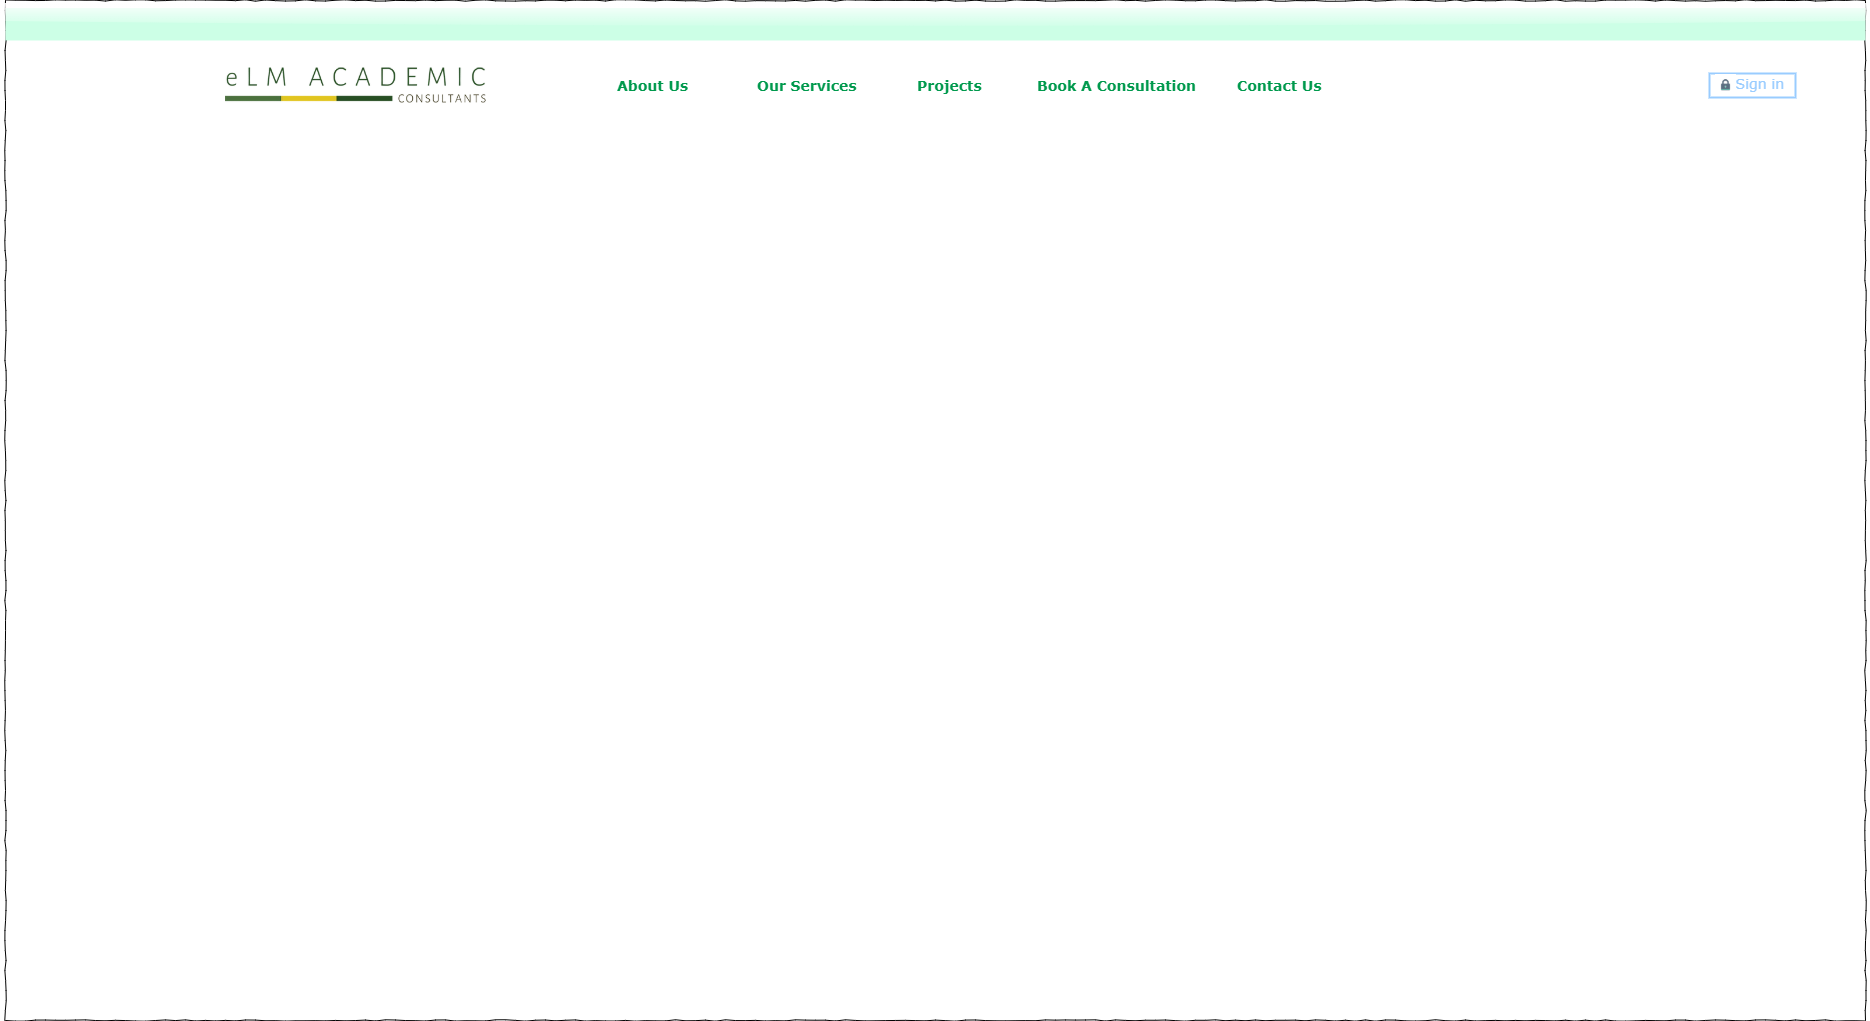 eLM ACADEMIC
CONSULTANTS
About Us
Our Services
Projects
Book A Consultation
Contact Us
Sign in